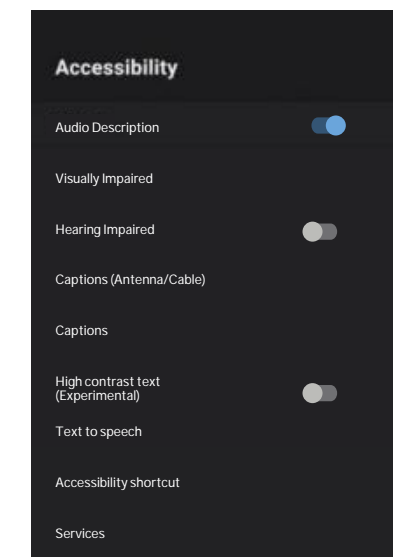 Accessibility
Audio Description
Visually Impaired
Hearing Impaired
Captions (Antenna/Cable)
Captions
High contrast text
(Experimental)
Text to speech
Accessibility shortcut
Services